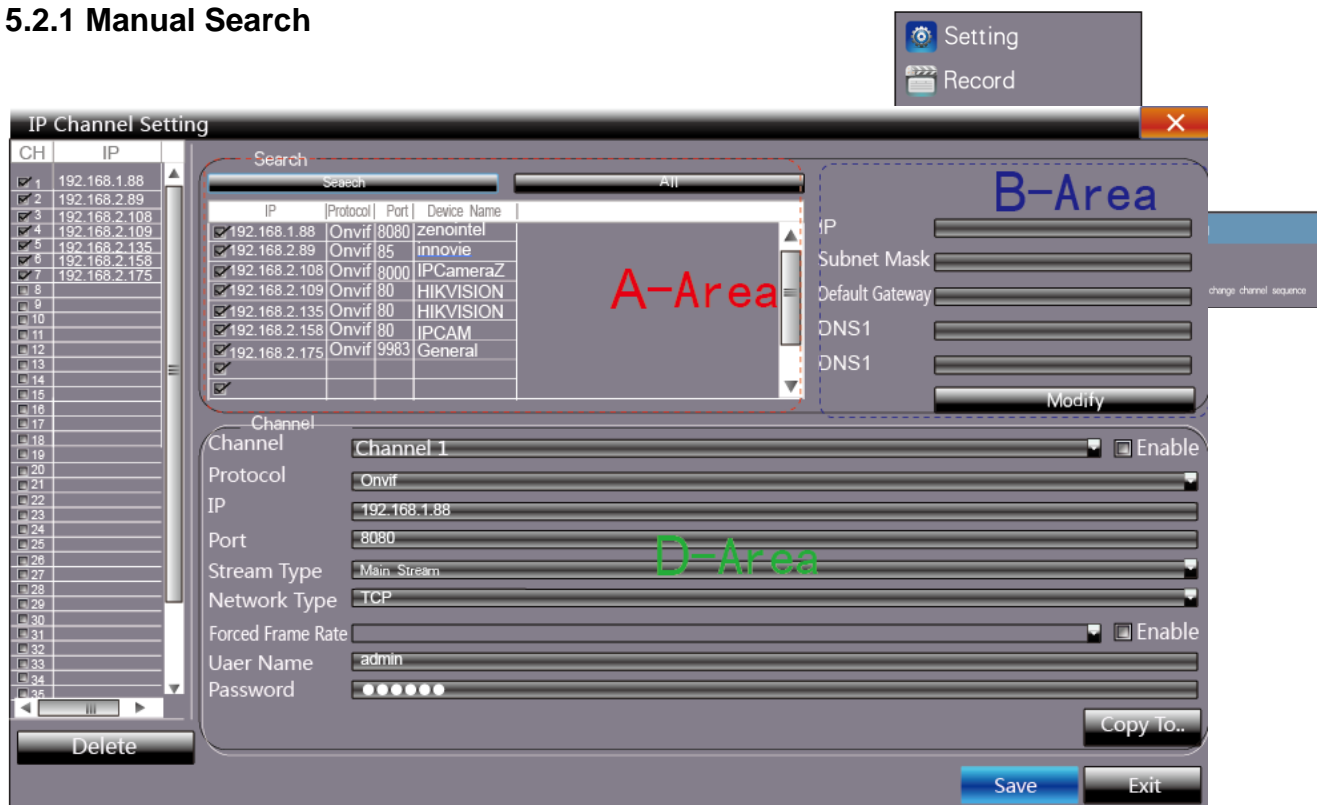 5.2.1 Manual Search
Setting
Record
IP Channel Setting
CH IP
1 192.168.1.88
2 192.168.2.89
3 192.168.2.108
4 192.168.2.109
5 192.168.2.135
6 192.168.2.158
7 192.168.2.175
8
9
10
11
12
13
14
15
16
17
18
19
20
21
22
23
24
25
26
27
28
29
30
31
32
33
34
35
Delete
Search
Seaech All
IP Protocol Port Device Name
192.168.1.88 Onvif 8080 zenointel
192.168.2.89 Onvif 85 innovie
192.168.2.108 Onvif 8000 IPCameraZ
192.168.2.109 Onvif 80 HIKVISION
192.168.2.135 Onvif 80 HIKVISION
192.168.2.158 Onvif 80 IPCAM
192.168.2.175 Onvif 9983 General
A-Area
B-Area
IP
Subnet Mask
Default Gateway
DNS1
DNS1
Modify
change channel sequence
Channel
Channel Channel 1 Enable
Protocol Onvif
IP 192.168.1.88
Port 8080
D-Area
Stream Type Main Stream
Network Type TCP
Forced Frame Rate Enable
Uaer Name admin
Password ●●●●●●
Copy To..
Save Exit